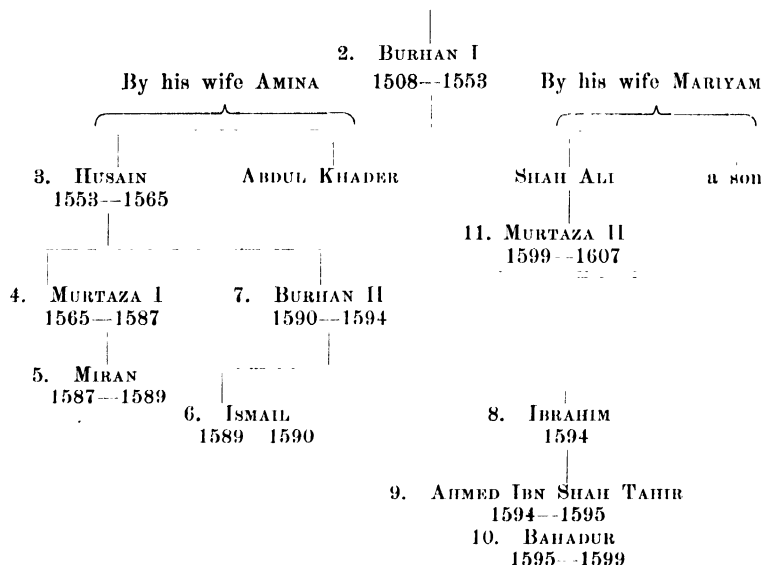 2. BURHAN I
By his wife AMINA 1508---1553 By his wife MARIYAM
3. HUSAIN ABDUL KHADER SHAH ALI a son
1553--1565
11. MURTAZA II
1599--1607
4. MURTAZA I 7. BURHAN II
1565---1587 1590---1594
5. MIRAN
1587---1589
6. ISMAIL 8. IBRAHIM
1589 1590 1594
9. AHMED IBN SHAH TAHIR
1594--1595
10. BAHADUR
1595--1599